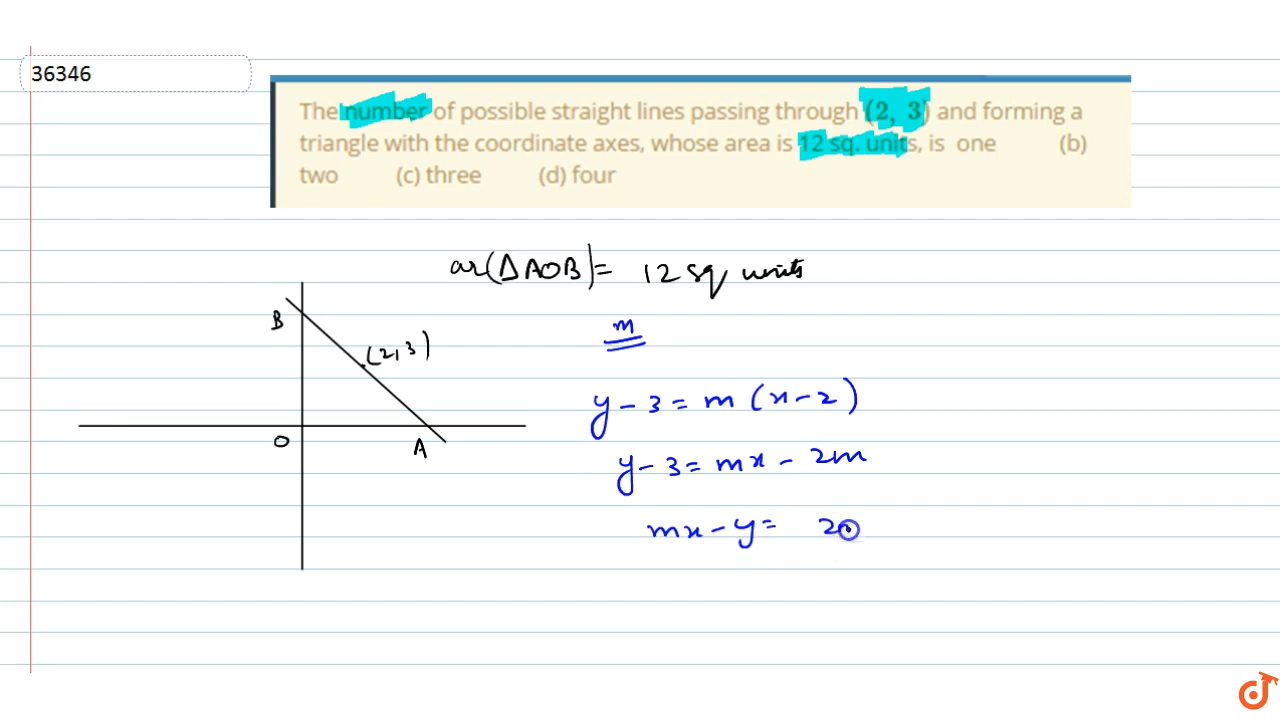 36346
The number of possible straight lines passing through (2, 3) and forming a
triangle with the coordinate axes, whose area is 12 sq. units, is one (b)
two (c) three (d) four
ar(ΔAOB)= 12 sq units
m
B
(2, 3)
y - 3 = m (x - 2)
O
A
y - 3 = mx - 2m
mx - y = 2